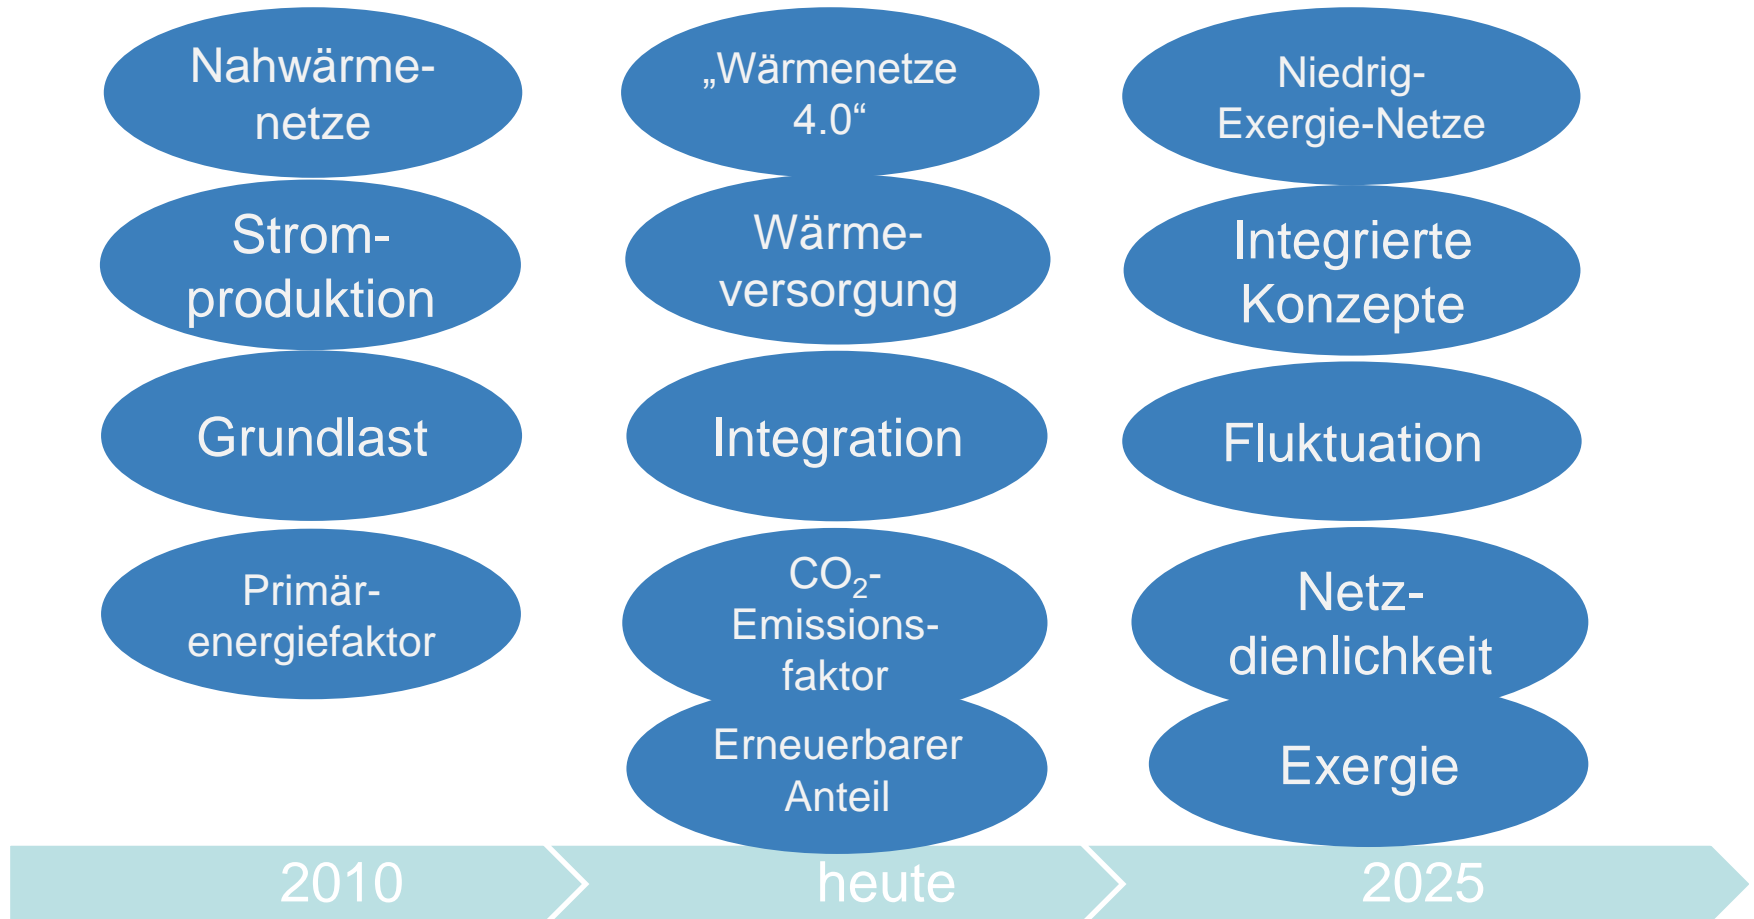 Nahwärme-
netze
Strom-
produktion
Grundlast
Primär-
energiefaktor
„Wärmenetze
4.0“
Wärme-
versorgung
Integration
CO₂-
Emissions-
faktor
Erneuerbarer
Anteil
Niedrig-
Exergie-Netze
Integrierte
Konzepte
Fluktuation
Netz-
dienlichkeit
Exergie
2010
heute
2025